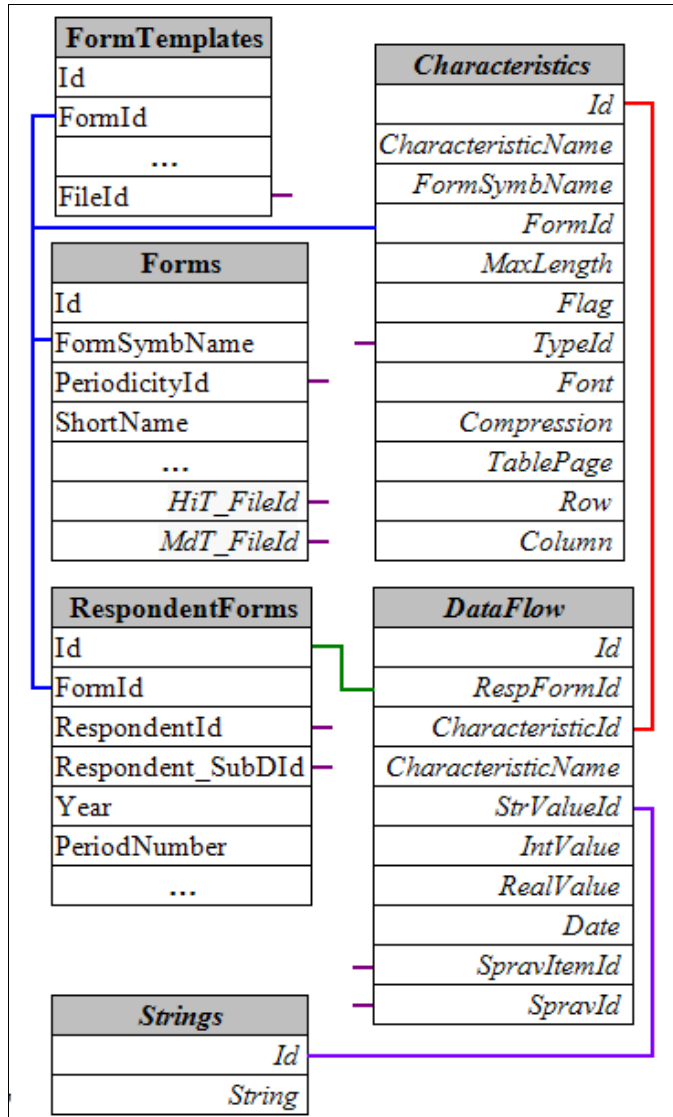 FormTemplates
Id
FormId
...
FileId
Characteristics
Id
CharacteristicName
FormSymbName
FormId
MaxLength
Flag
TypeId
Font
Compression
TablePage
Row
Column
Forms
Id
FormSymbName
PeriodicityId
ShortName
...
HiT_FileId
MdT_FileId
RespondentForms
Id
FormId
RespondentId
Respondent_SubDId
Year
PeriodNumber
...
DataFlow
Id
RespFormId
CharacteristicId
CharacteristicName
StrValueId
IntValue
RealValue
Date
SpravItemId
SpravId
Strings
Id
String